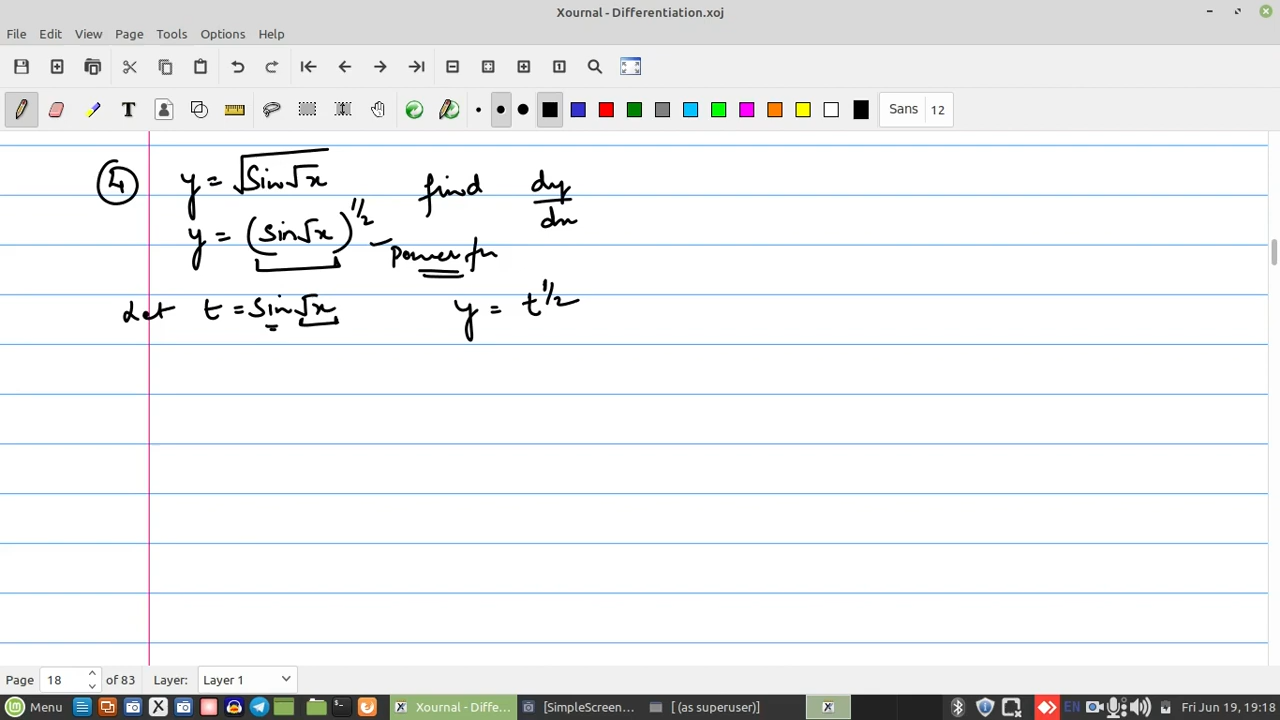 Xournal - Differentiation.xoj
File Edit View Page Tools Options Help
Sans 12
④ y = √(Sin√x) find dy/dx
y = (sin√x)^1/2 - Power fn
Let t = sin√x y = t^1/2
Page 18 of 83 Layer: Layer 1
Menu Xournal - Diffe... [SimpleScreen... [ (as superuser)] EN Fri Jun 19, 19:18